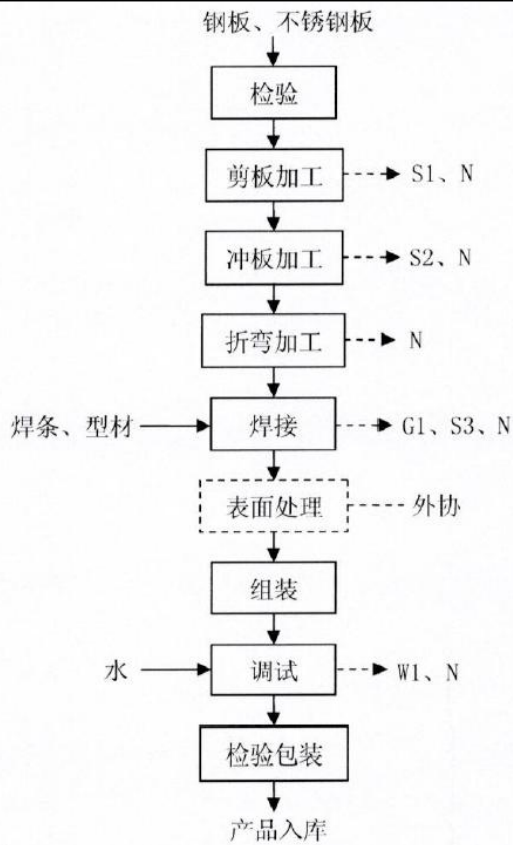 钢板、不锈钢板
检验
剪板加工 S1、N
冲板加工 S2、N
折弯加工 N
焊条、型材 焊接 G1、S3、N
表面处理 外协
组装
水 调试 W1、N
检验包装
产品入库